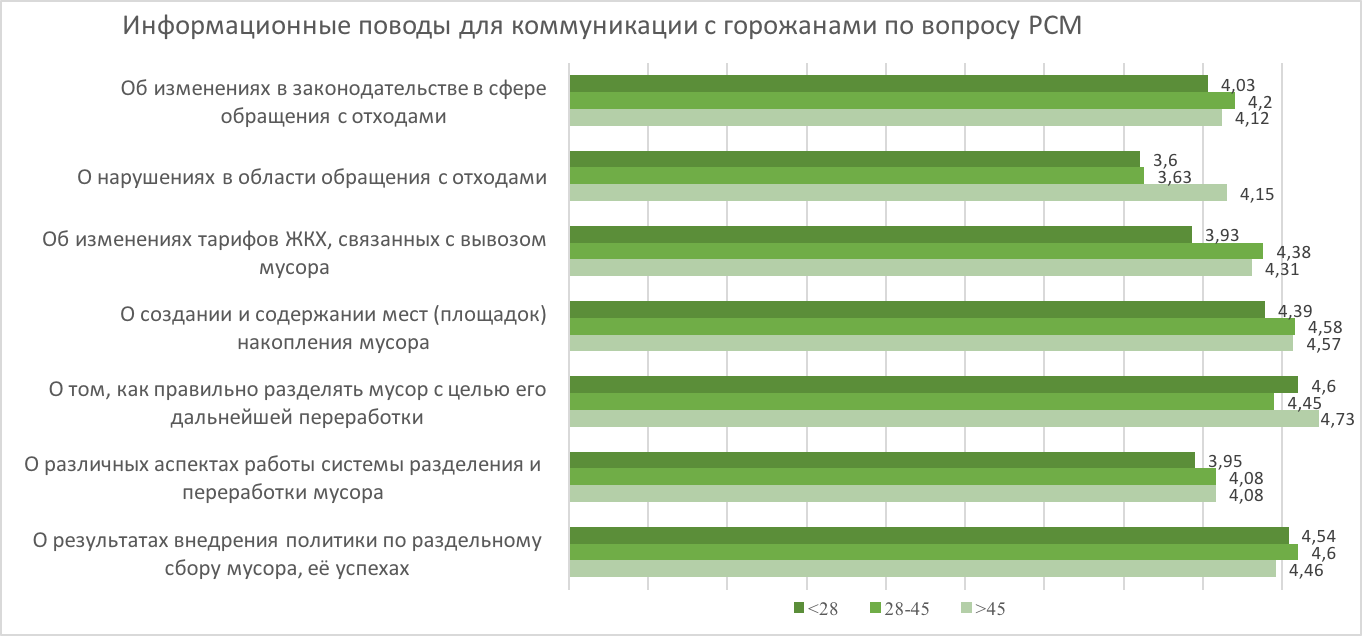 Информационные поводы для коммуникации с горожанами по вопросу РСМ
Об изменениях в законодательстве в сфере
обращения с отходами
4,03
4,2
4,12
О нарушениях в области обращения с отходами
3,6
3,63
4,15
Об изменениях тарифов ЖКХ, связанных с вывозом
мусора
3,93
4,38
4,31
О создании и содержании мест (площадок)
накопления мусора
4,39
4,58
4,57
О том, как правильно разделять мусор с целью его
дальнейшей переработки
4,6
4,45
4,73
О различных аспектах работы системы разделения и
переработки мусора
3,95
4,08
4,08
О результатах внедрения политики по раздельному
сбору мусора, её успехах
4,54
4,6
4,46
<28 28-45 >45